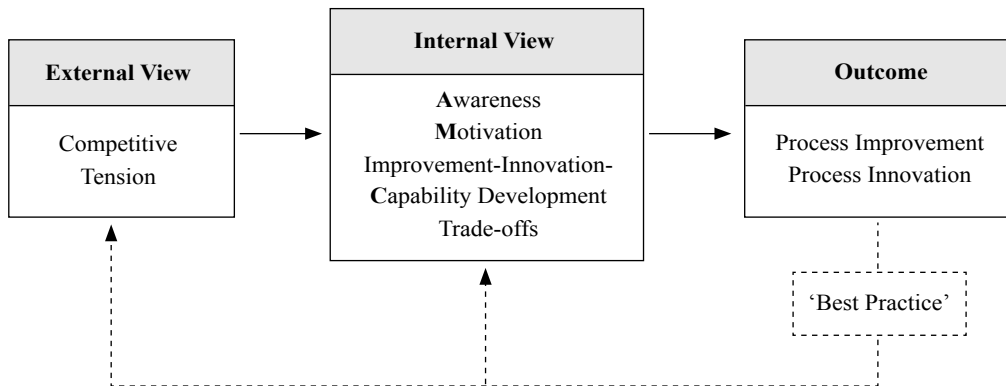 External View
Competitive
Tension
Internal View
Awareness
Motivation
Improvement-Innovation-
Capability Development
Trade-offs
Outcome
Process Improvement
Process Innovation
‘Best Practice’